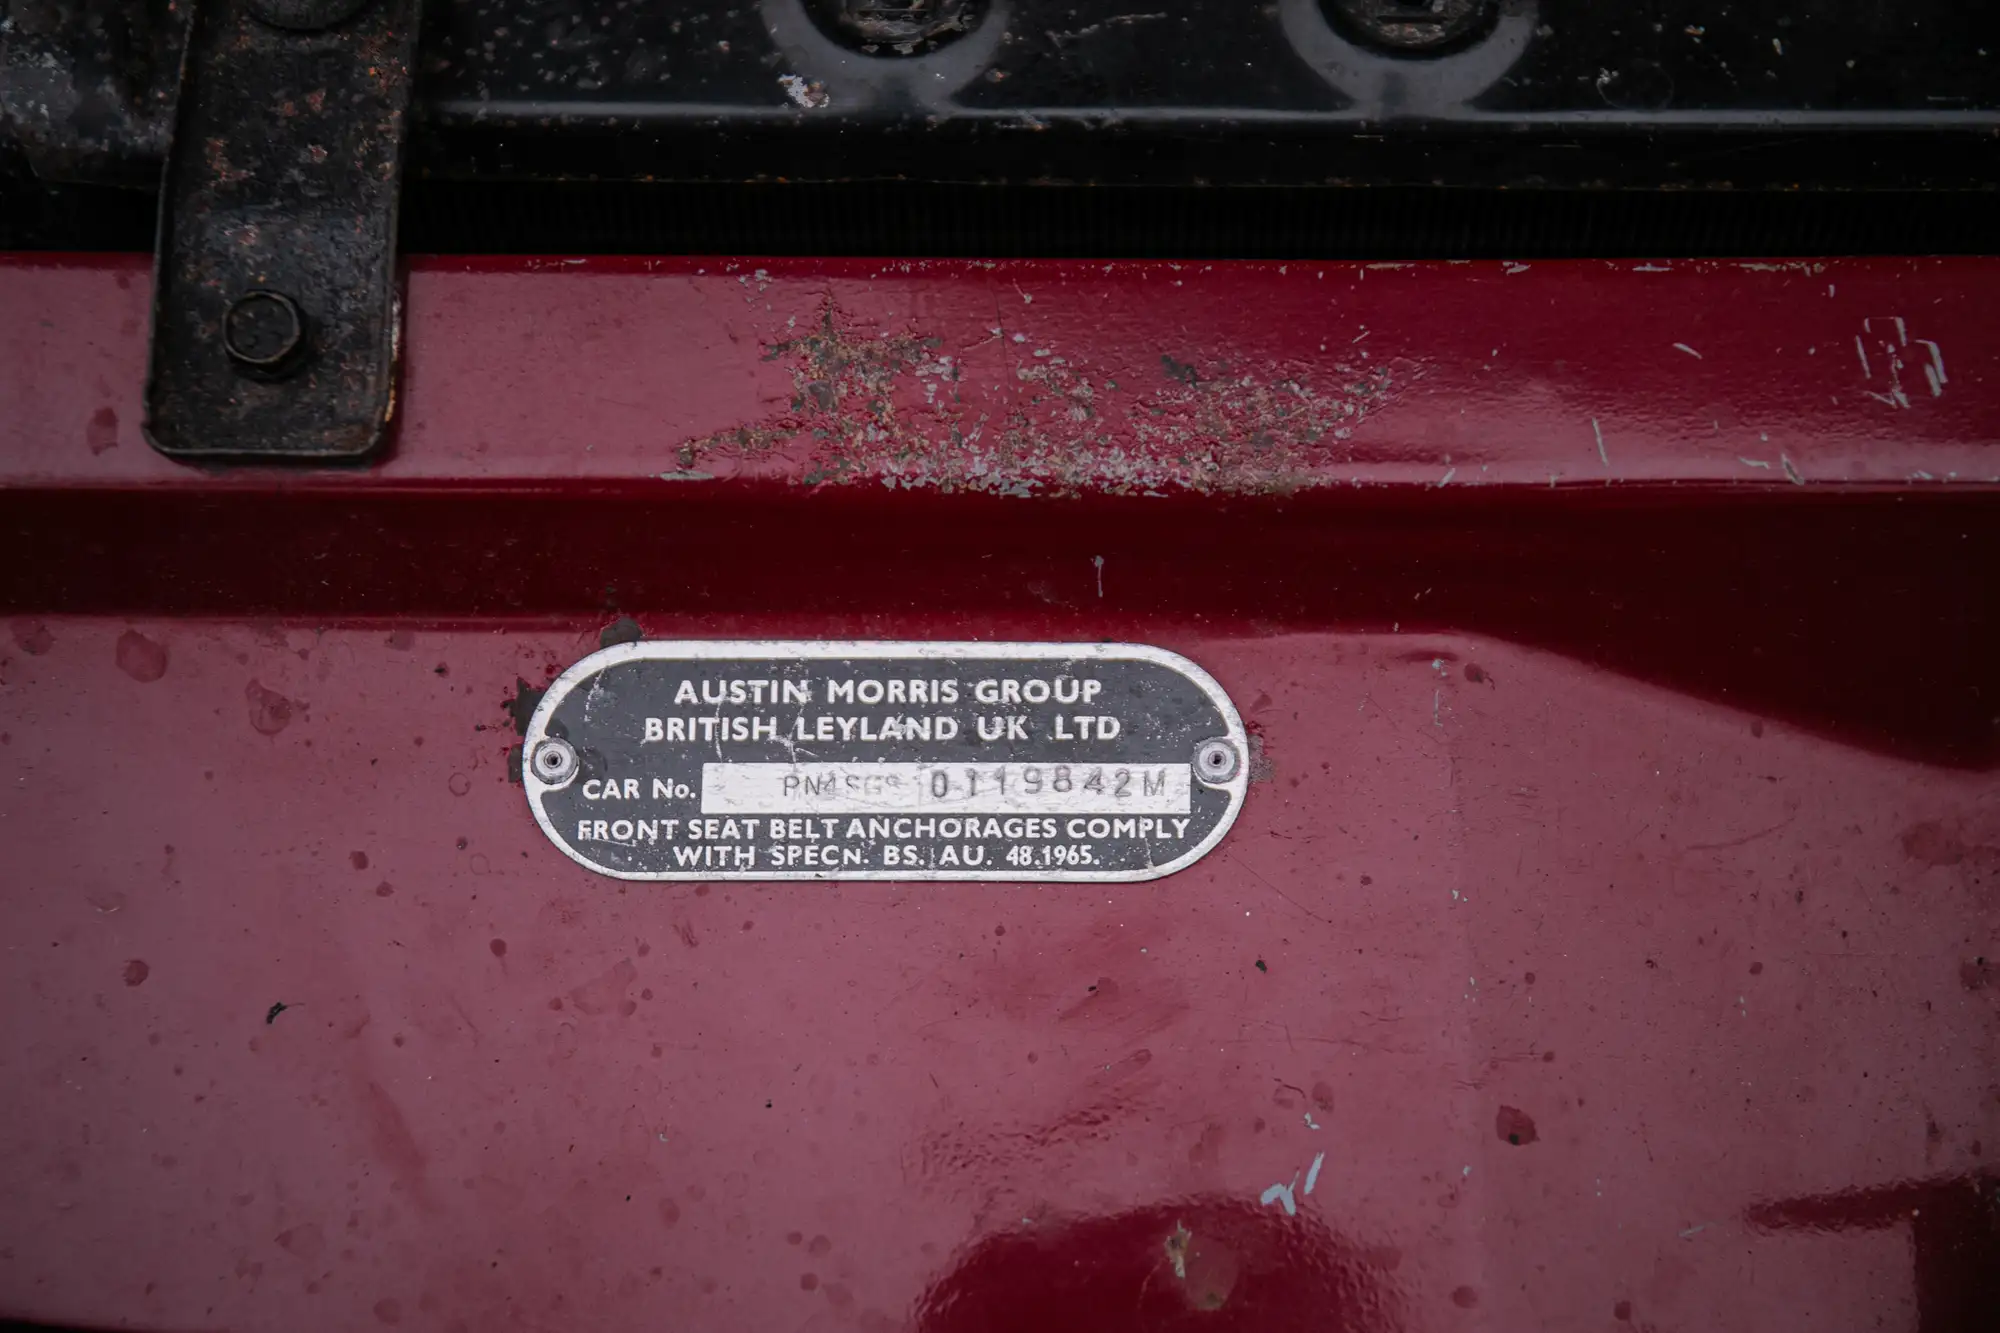 AUSTIN MORRIS GROUP
BRITISH LEYLAND UK LTD
CAR No. 0119842M
FRONT SEAT BELT ANCHORAGES COMPLY
WITH SPECN. BS. AU. 48.1965.